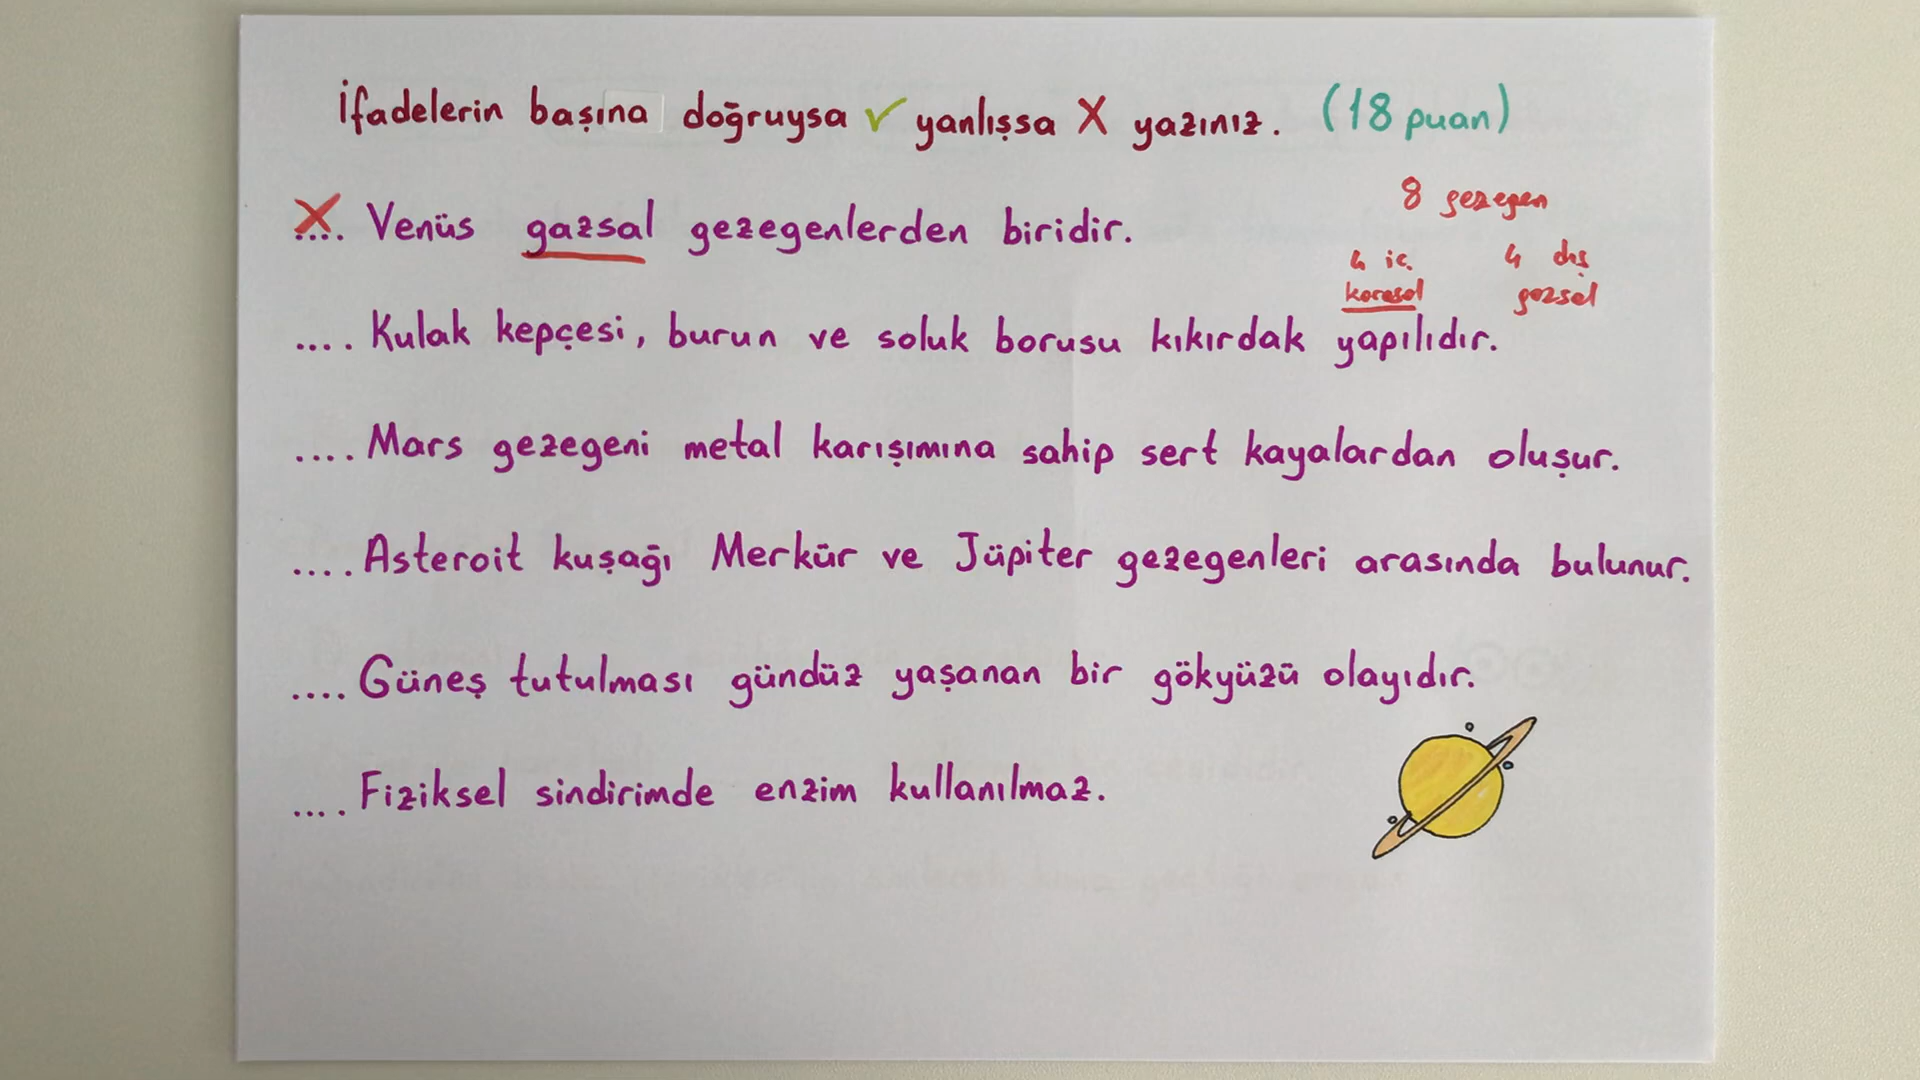 İfadelerin başına doğruysa ✓ yanlışsa X yazınız. (18 puan)
X .... Venüs gazsal gezegenlerden biridir.
8 gezegen
4 iç 4 dış
karasal gazsal
.... Kulak kepçesi, burun ve soluk borusu kıkırdak yapılıdır.
.... Mars gezegeni metal karışımına sahip sert kayalardan oluşur.
.... Asteroit kuşağı Merkür ve Jüpiter gezegenleri arasında bulunur.
.... Güneş tutulması gündüz yaşanan bir gökyüzü olayıdır.
.... Fiziksel sindirimde enzim kullanılmaz.